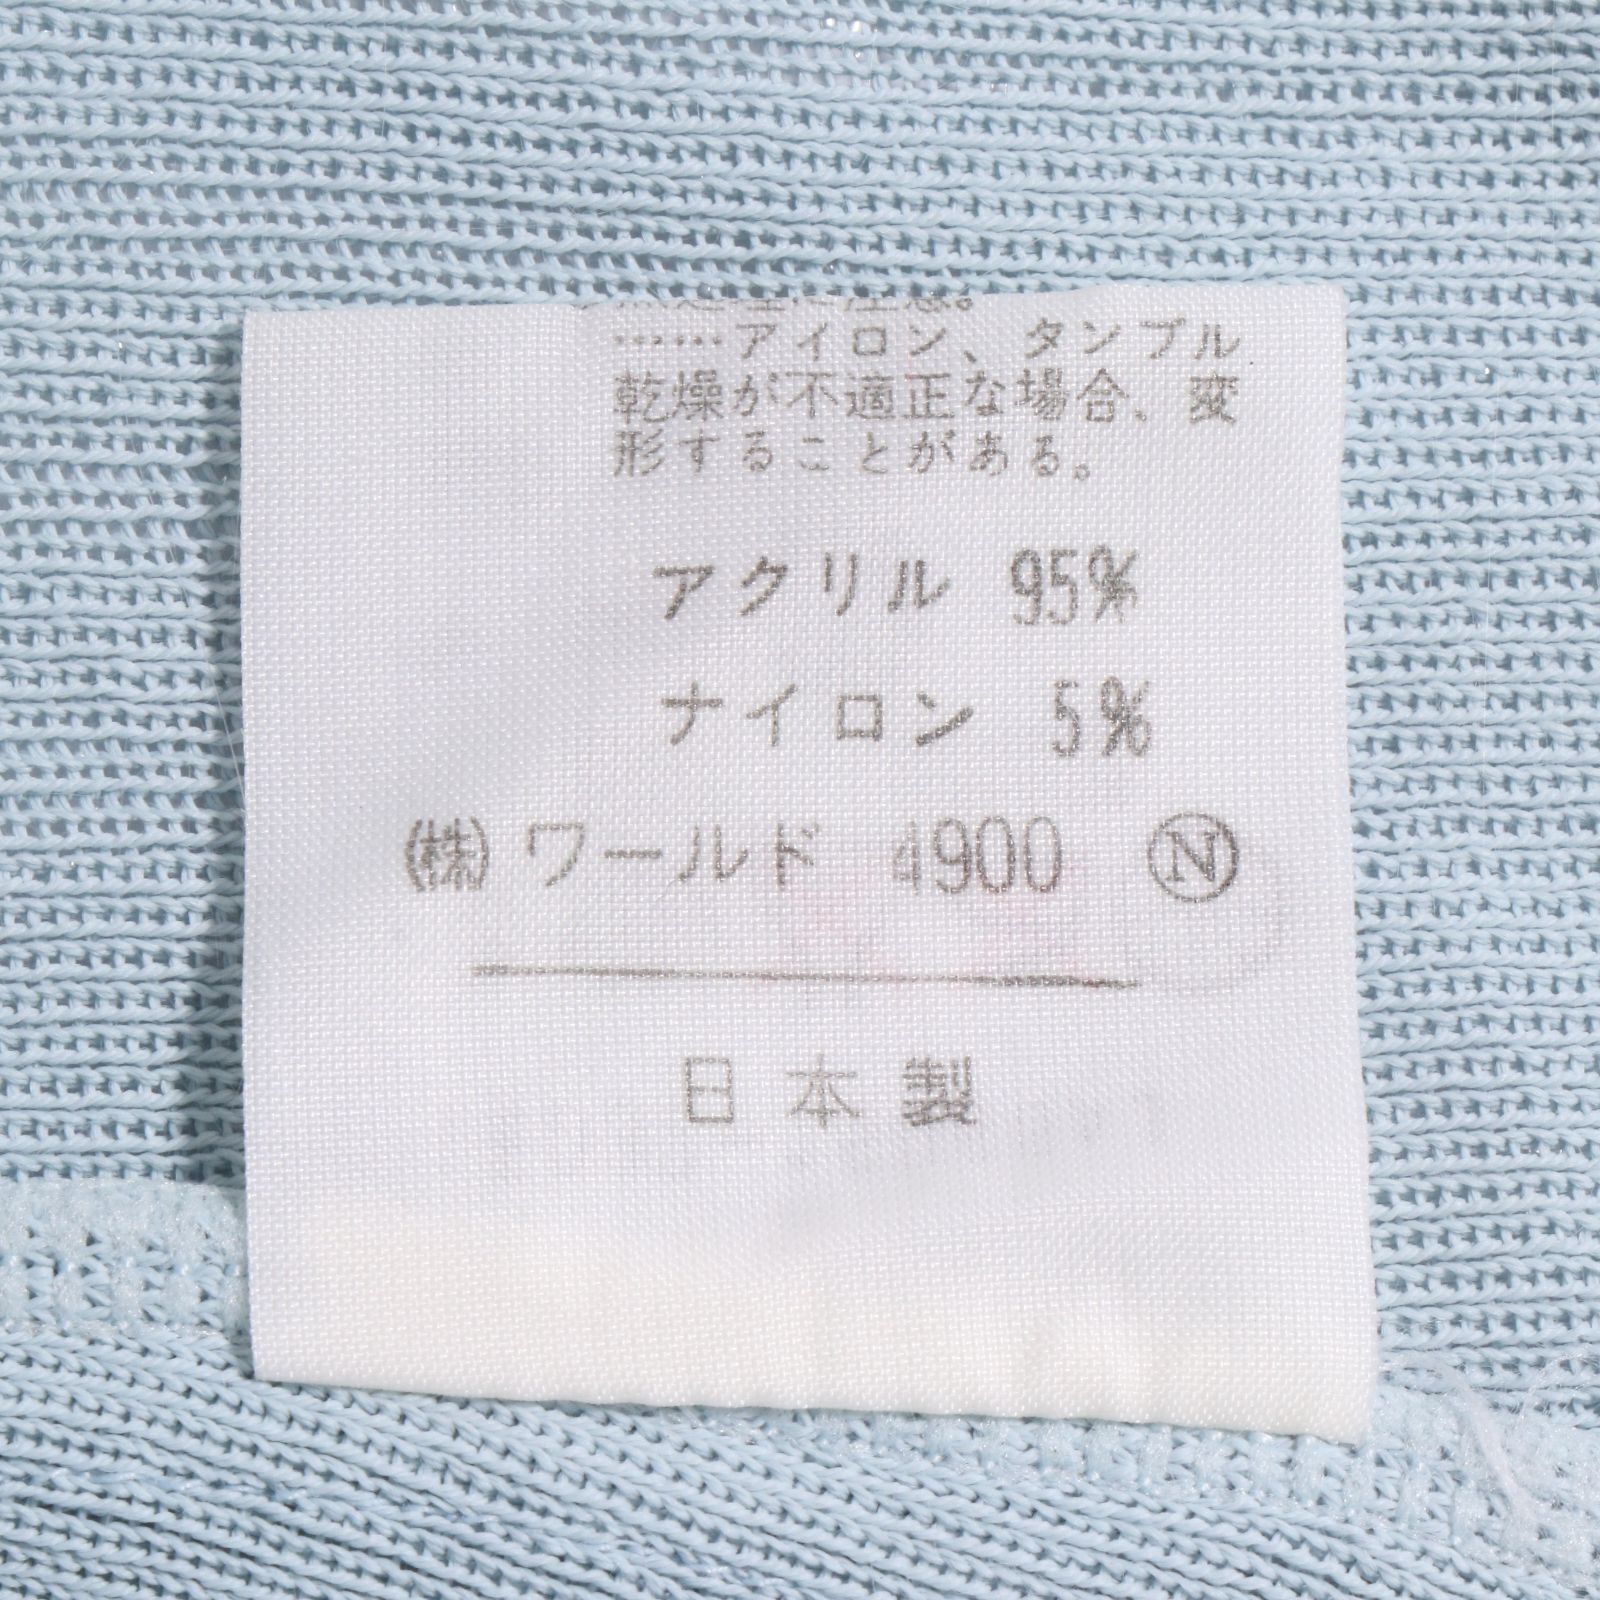 ……アイロン、タンブル
乾燥が不適正な場合、変
形することがある。
アクリル 95%
ナイロン 5%
(株) ワールド 4900 Ⓝ
日本製